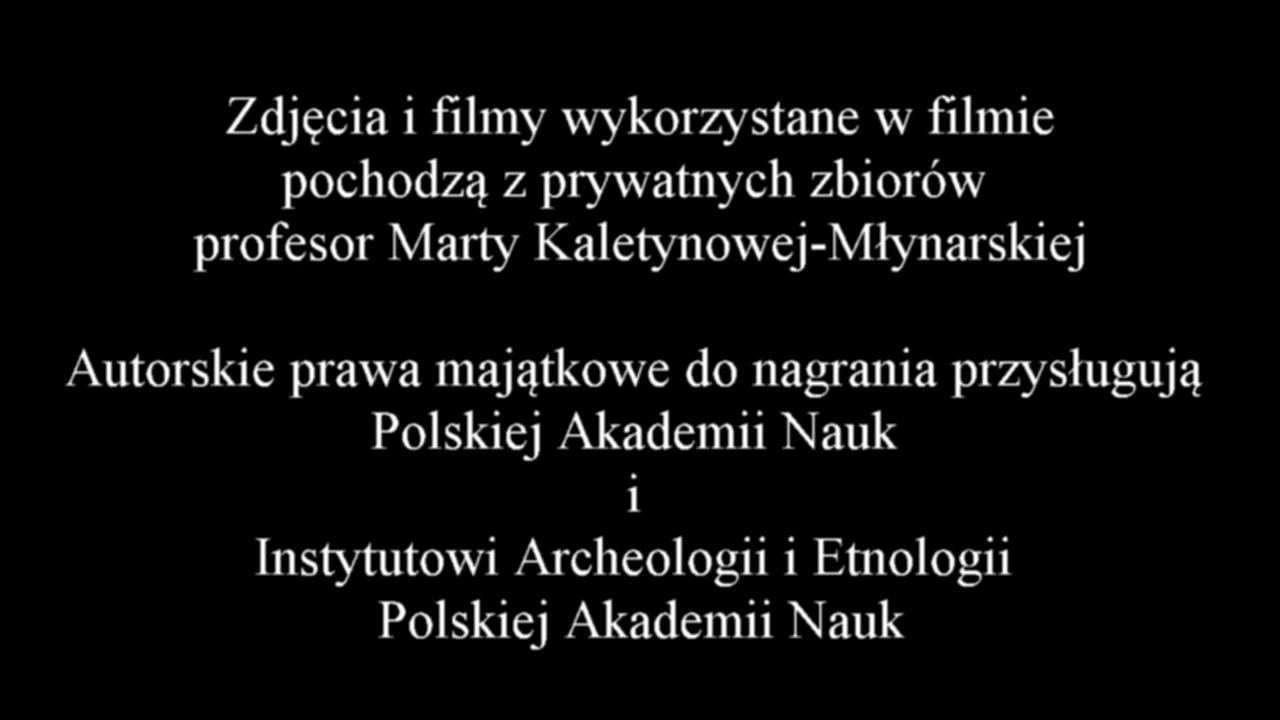 Zdjęcia i filmy wykorzystane w filmie
pochodzą z prywatnych zbiorów
profesor Marty Kaletynowej-Młynarskiej
Autorskie prawa majątkowe do nagrania przysługują
Polskiej Akademii Nauk
i
Instytutowi Archeologii i Etnologii
Polskiej Akademii Nauk